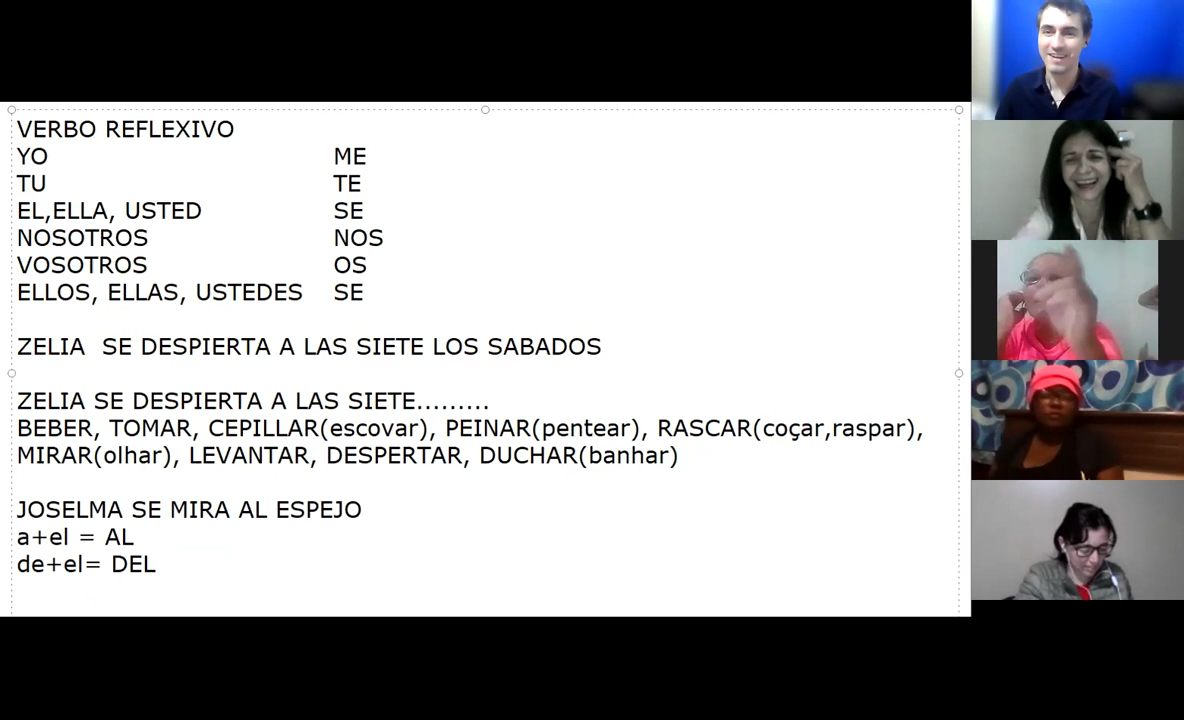 VERBO REFLEXIVO
YO ME
TU TE
EL,ELLA, USTED SE
NOSOTROS NOS
VOSOTROS OS
ELLOS, ELLAS, USTEDES SE
ZELIA SE DESPIERTA A LAS SIETE LOS SABADOS
ZELIA SE DESPIERTA A LAS SIETE.........
BEBER, TOMAR, CEPILLAR(escovar), PEINAR(pentear), RASCAR(coçar,raspar),
MIRAR(olhar), LEVANTAR, DESPERTAR, DUCHAR(banhar)
JOSELMA SE MIRA AL ESPEJO
a+el = AL
de+el= DEL